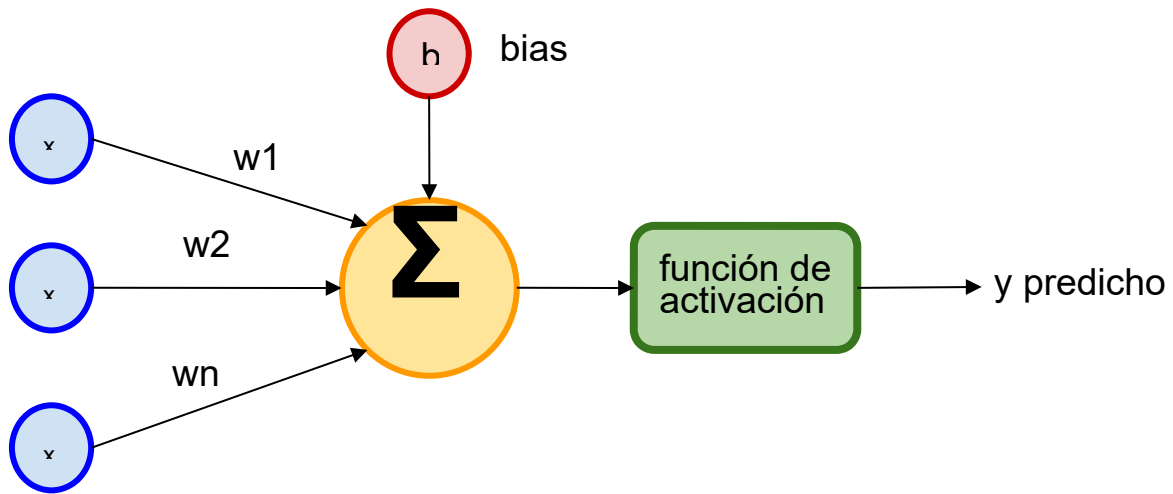 b
bias
x
w1
Σ
w2
x
función de
activación
y predicho
wn
x